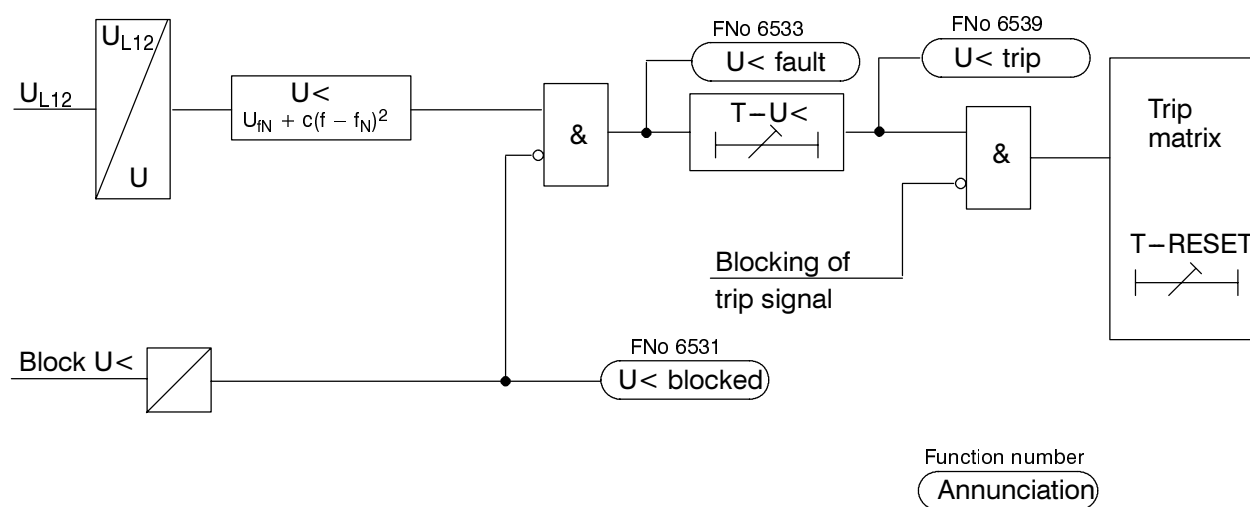 U_L12
U_L12
U
U<
U_fN + c(f − f_N)²
&
FNo 6533
U< fault
T−U<
FNo 6539
U< trip
&
Trip
matrix
T−RESET
Blocking of
trip signal
Block U<
FNo 6531
U< blocked
Function number
Annunciation